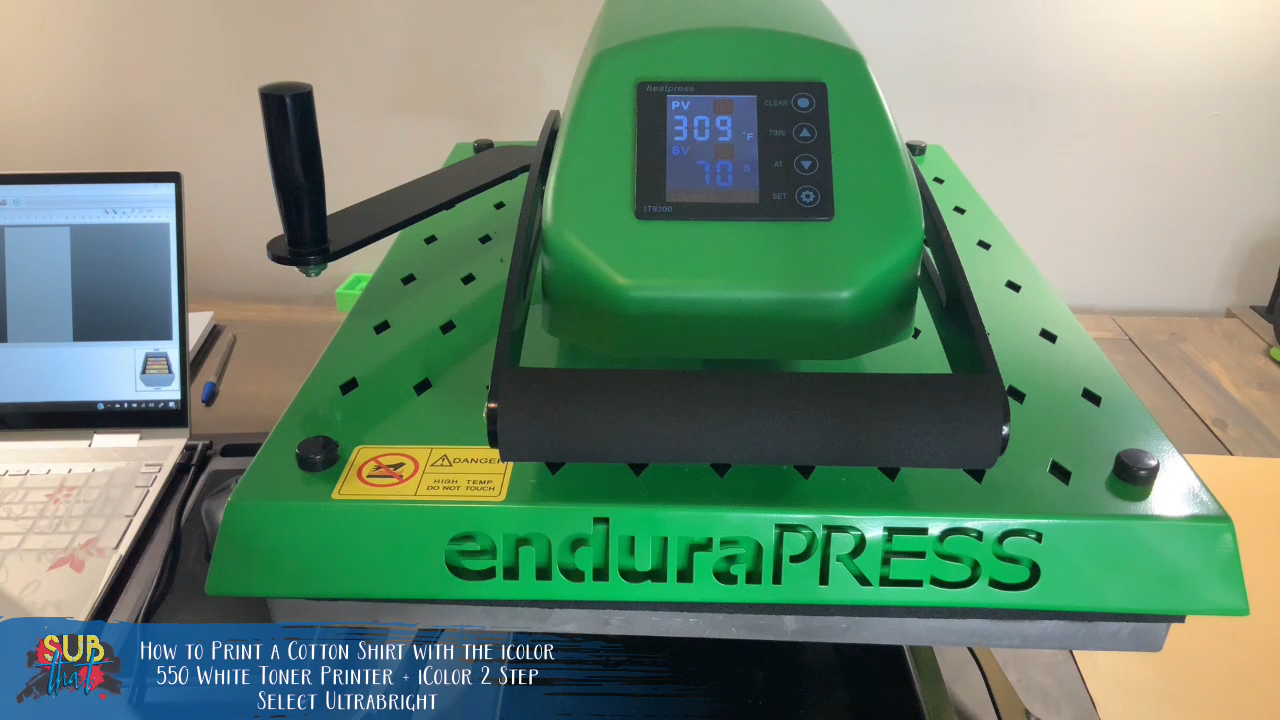 heatpress
PV
309 °F
SV
70 S
CLEAR
TIME
AT
SET
IT9300
DANGER
HIGH TEMP
DO NOT TOUCH
enduraPRESS
SUB
that!
How to Print a Cotton Shirt with the icolor
550 White Toner Printer + iColor 2 Step
Select Ultrabright